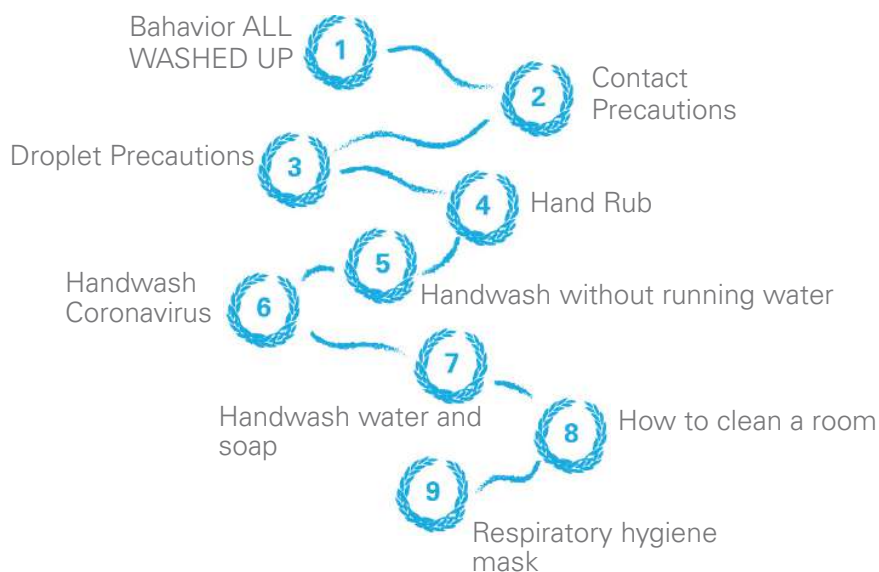 Bahavior ALL
WASHED UP
1
2
Contact
Precautions
Droplet Precautions
3
4
Hand Rub
5
Handwash without running water
Handwash
Coronavirus
6
7
Handwash water and
soap
8
How to clean a room
9
Respiratory hygiene
mask